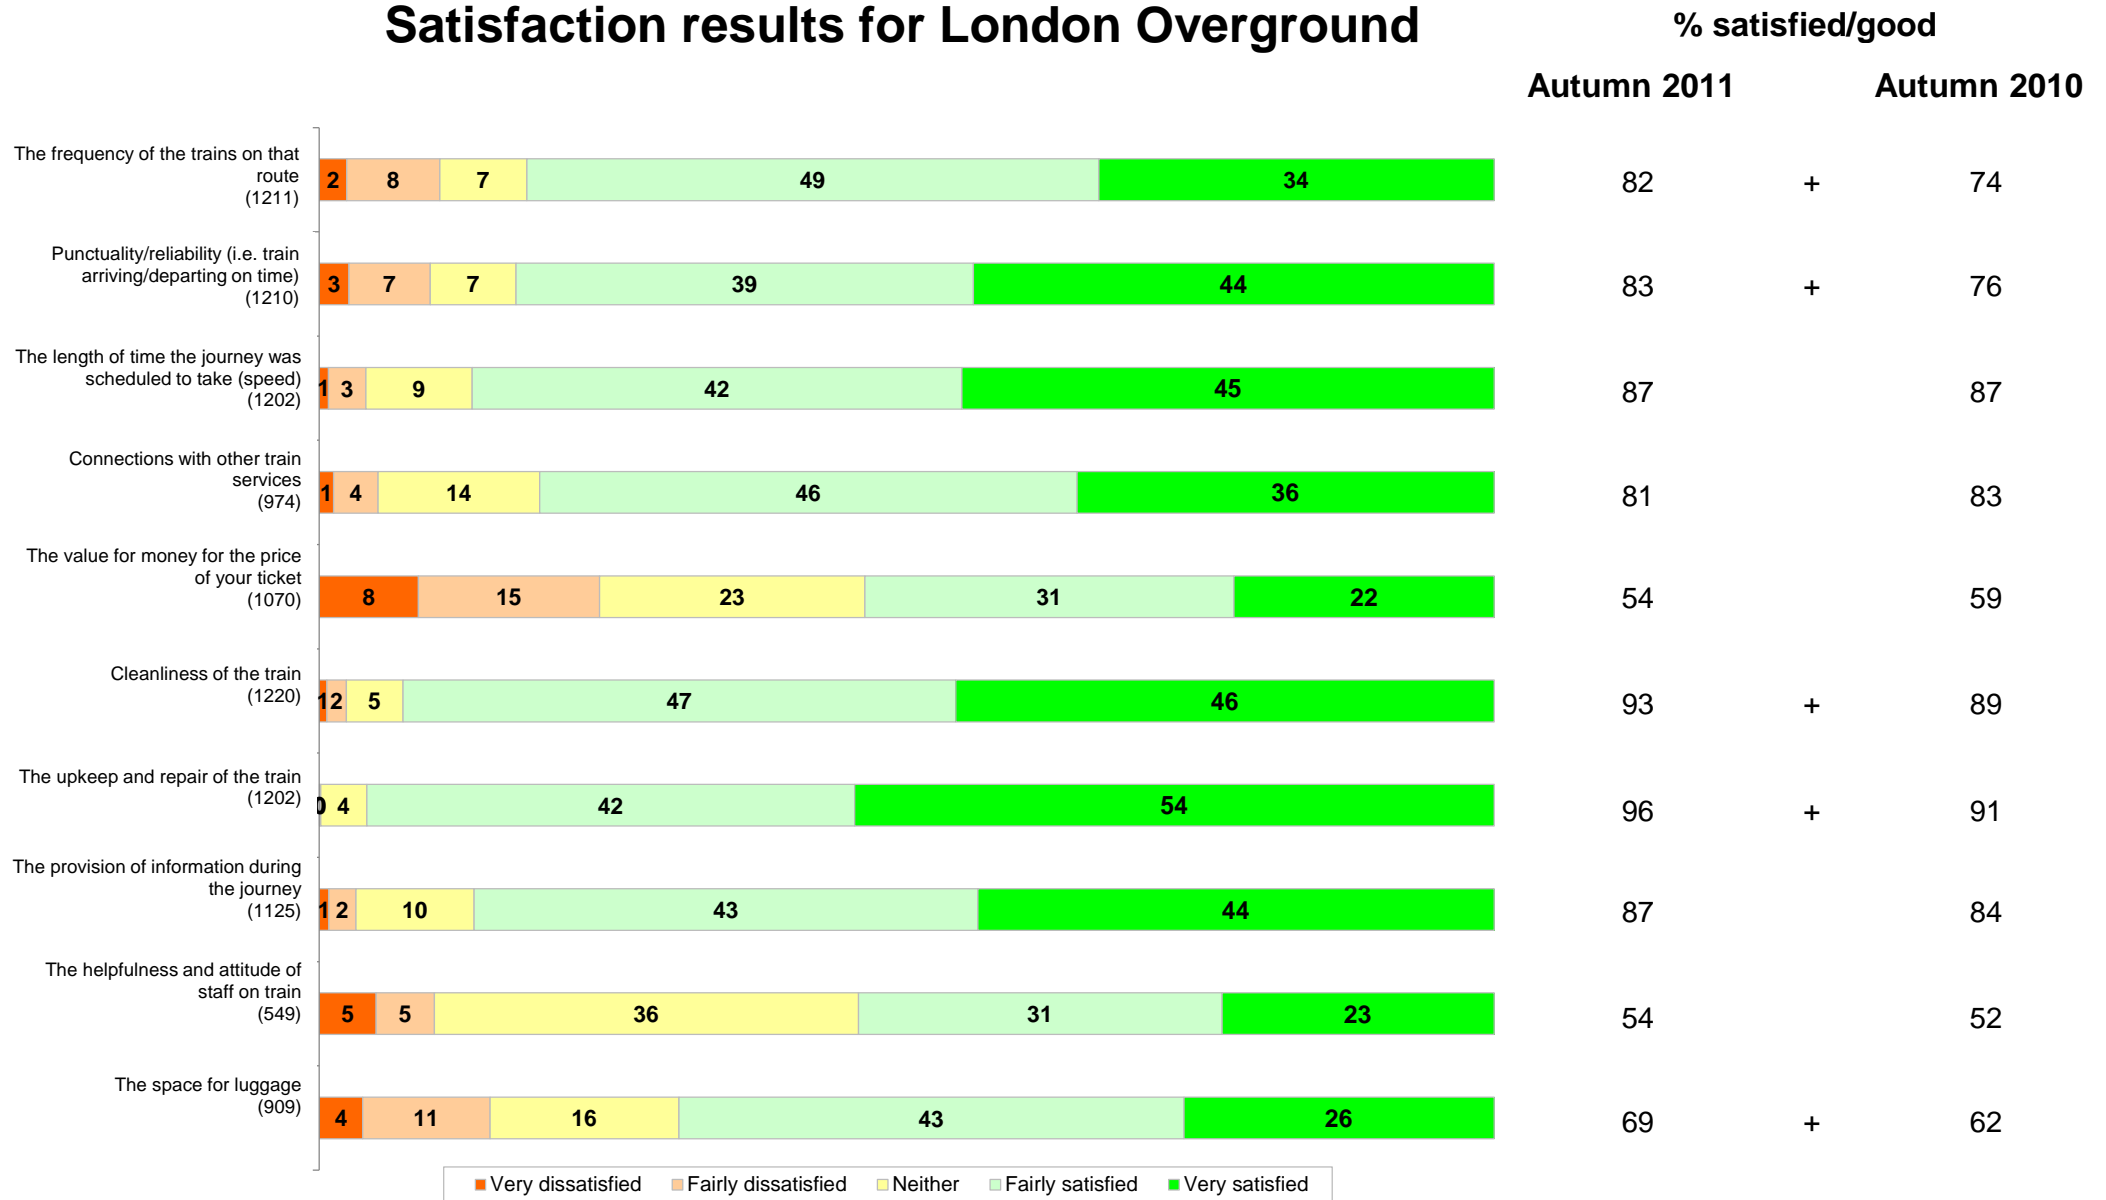 Satisfaction results for London Overground
% satisfied/good
Autumn 2011
Autumn 2010
The frequency of the trains on that
route
(1211)
2 8 7 49 34
82 + 74
Punctuality/reliability (i.e. train
arriving/departing on time)
(1210)
3 7 7 39 44
83 + 76
The length of time the journey was
scheduled to take (speed)
(1202)
1 3 9 42 45
87 87
Connections with other train
services
(974)
1 4 14 46 36
81 83
The value for money for the price
of your ticket
(1070)
8 15 23 31 22
54 59
Cleanliness of the train
(1220)
1 2 5 47 46
93 + 89
The upkeep and repair of the train
(1202)
0 4 42 54
96 + 91
The provision of information during
the journey
(1125)
1 2 10 43 44
87 84
The helpfulness and attitude of
staff on train
(549)
5 5 36 31 23
54 52
The space for luggage
(909)
4 11 16 43 26
69 + 62
Very dissatisfied Fairly dissatisfied Neither Fairly satisfied Very satisfied